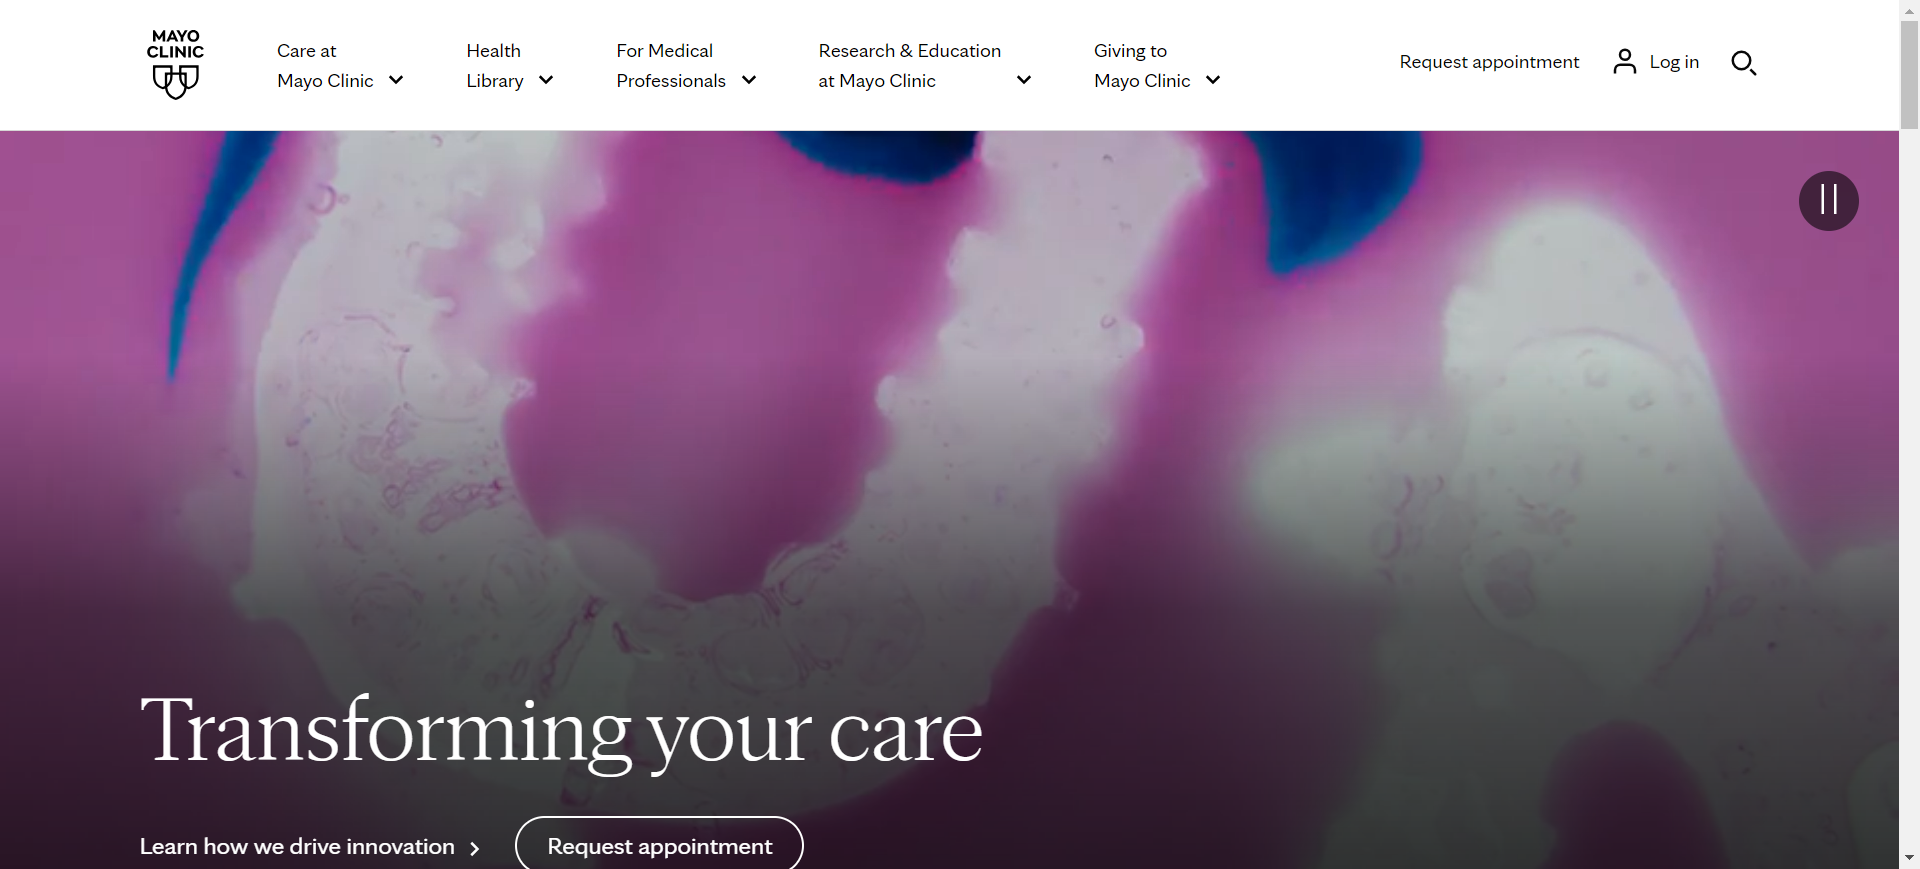 MAYO
CLINIC
Care at
Mayo Clinic
Health
Library
For Medical
Professionals
Research & Education
at Mayo Clinic
Giving to
Mayo Clinic
Request appointment
Log in
Transforming your care
Learn how we drive innovation
Request appointment